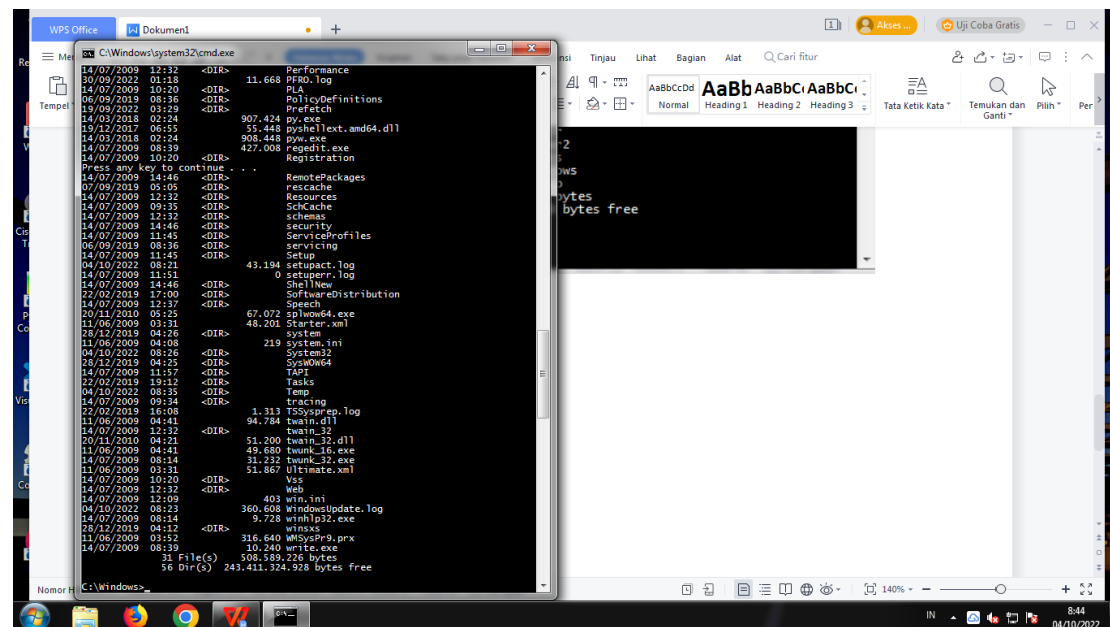 WPS Office
Dokumen1
+
1
Akses ...
Uji Coba Gratis
C:\Windows\system32\cmd.exe
Tinjau Lihat Bagian Alat Cari fitur
Tempel
AaBbCcDd AaBb AaBbC AaBbC
Normal Heading 1 Heading 2 Heading 3
Tata Ketik Kata
Temukan dan Ganti
Pilih
14/07/2009 12:32 <DIR> Performance
30/09/2022 01:18 11.668 PFRO.log
14/07/2009 10:20 <DIR> PLA
06/09/2019 08:36 <DIR> PolicyDefinitions
19/09/2022 03:29 <DIR> Prefetch
14/03/2018 02:24 907.424 py.exe
19/12/2017 06:55 55.448 pyshellext.amd64.dll
14/03/2018 02:24 908.448 pyw.exe
14/07/2009 08:39 427.008 regedit.exe
14/07/2009 10:20 <DIR> Registration
Press any key to continue . . .
14/07/2009 14:46 <DIR> RemotePackages
07/09/2019 05:05 <DIR> rescache
14/07/2009 12:32 <DIR> Resources
14/07/2009 09:35 <DIR> SchCache
14/07/2009 12:32 <DIR> schemas
14/07/2009 14:46 <DIR> security
14/07/2009 11:45 <DIR> ServiceProfiles
06/09/2019 08:36 <DIR> servicing
14/07/2009 11:45 <DIR> Setup
04/10/2022 08:21 43.194 setupact.log
14/07/2009 11:51 0 setuperr.log
14/07/2009 14:46 <DIR> ShellNew
22/02/2019 17:00 <DIR> SoftwareDistribution
14/07/2009 12:37 <DIR> Speech
20/11/2010 05:25 67.072 splwow64.exe
11/06/2009 03:31 48.201 Starter.xml
28/12/2019 04:26 <DIR> system
11/06/2009 04:08 219 system.ini
04/10/2022 08:26 <DIR> System32
28/12/2019 04:25 <DIR> SysWOW64
14/07/2009 11:57 <DIR> TAPI
22/02/2019 19:12 <DIR> Tasks
04/10/2022 08:35 <DIR> Temp
14/07/2009 09:34 <DIR> tracing
22/02/2019 16:08 1.313 TSSysprep.log
11/06/2009 04:41 94.784 twain.dll
14/07/2009 12:32 <DIR> twain_32
20/11/2010 04:21 51.200 twain_32.dll
11/06/2009 04:41 49.680 twunk_16.exe
14/07/2009 08:14 31.232 twunk_32.exe
11/06/2009 03:31 51.867 Ultimate.xml
14/07/2009 10:20 <DIR> Vss
14/07/2009 12:32 <DIR> Web
14/07/2009 12:09 403 win.ini
04/10/2022 08:23 360.608 WindowsUpdate.log
14/07/2009 08:14 9.728 winhlp32.exe
28/12/2019 04:12 <DIR> winsxs
11/06/2009 03:52 316.640 WMSysPr9.prx
14/07/2009 08:39 10.240 write.exe
31 File(s) 508.589.226 bytes
56 Dir(s) 243.411.324.928 bytes free
C:\Windows>_
bytes free
Nomor
140%
IN
8:44
04/10/2022